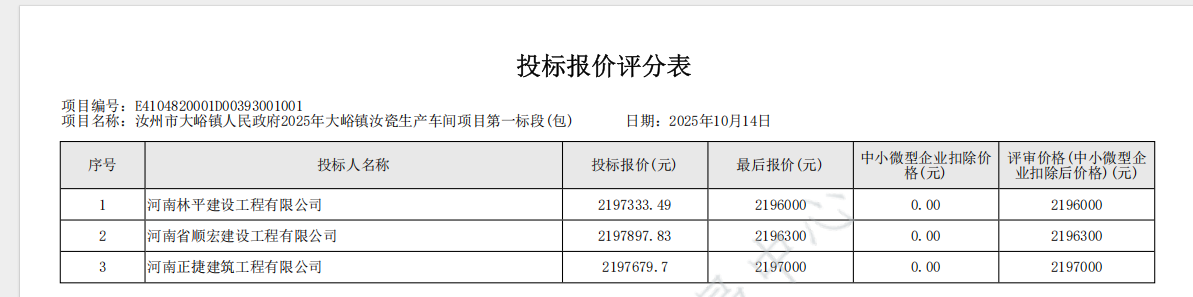 投标报价评分表
项目编号：E4104820001D00393001001
项目名称：汝州市大峪镇人民政府2025年大峪镇汝瓷生产车间项目第一标段(包) 日期：2025年10月14日
序号 投标人名称 投标报价(元) 最后报价(元) 中小微型企业扣除价格(元) 评审价格(中小微型企业扣除后价格)(元)
1 河南林平建设工程有限公司 2197333.49 2196000 0.00 2196000
2 河南省顺宏建设工程有限公司 2197897.83 2196300 0.00 2196300
3 河南正捷建筑工程有限公司 2197679.7 2197000 0.00 2197000
中心